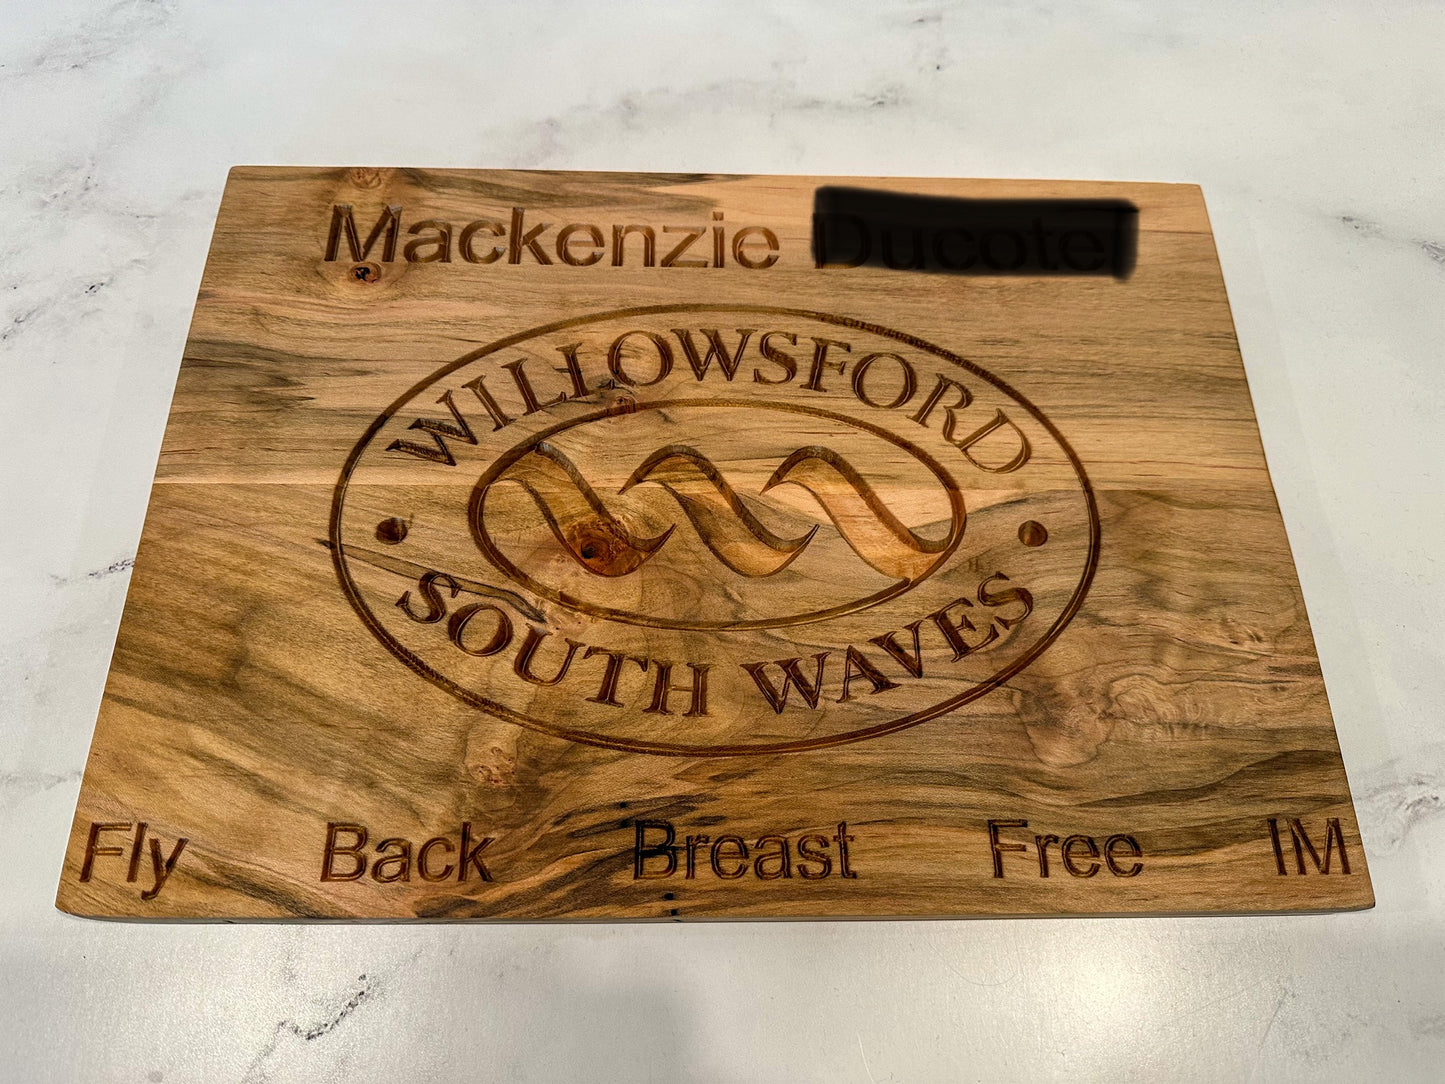 Mackenzie
WILLOWSFORD
SOUTH WAVES
Fly Back Breast Free IM